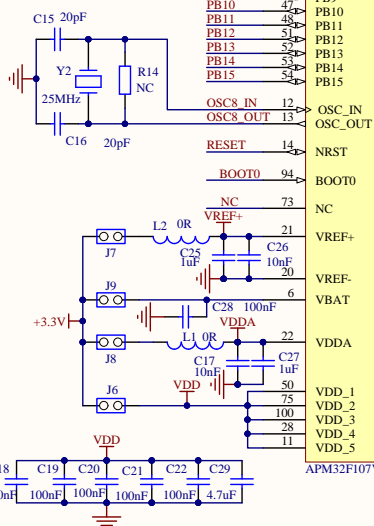 PB10 47 PB10
PB11 48 PB11
PB12 51 PB12
PB13 52 PB13
PB14 53 PB14
PB15 54 PB15
C15 20pF
Y2
R14
NC
25MHz
C16 20pF
OSC8_IN 12 OSC_IN
OSC8_OUT 13 OSC_OUT
RESET 14 NRST
BOOT0 94 BOOT0
NC 73 NC
VREF+
L2 0R 21 VREF+
J7
C25 C26
1uF 10nF
20 VREF-
J9 6 VBAT
C28 100nF
+3.3V
VDDA
L1 0R 22 VDDA
J8
C17 C27
10nF 1uF
J6 VDD
50 VDD_1
75 VDD_2
100 VDD_3
28 VDD_4
11 VDD_5
VDD
18 C19 C20 C21 C22 C29
0nF 100nF 100nF 100nF 100nF 4.7uF
APM32F107V